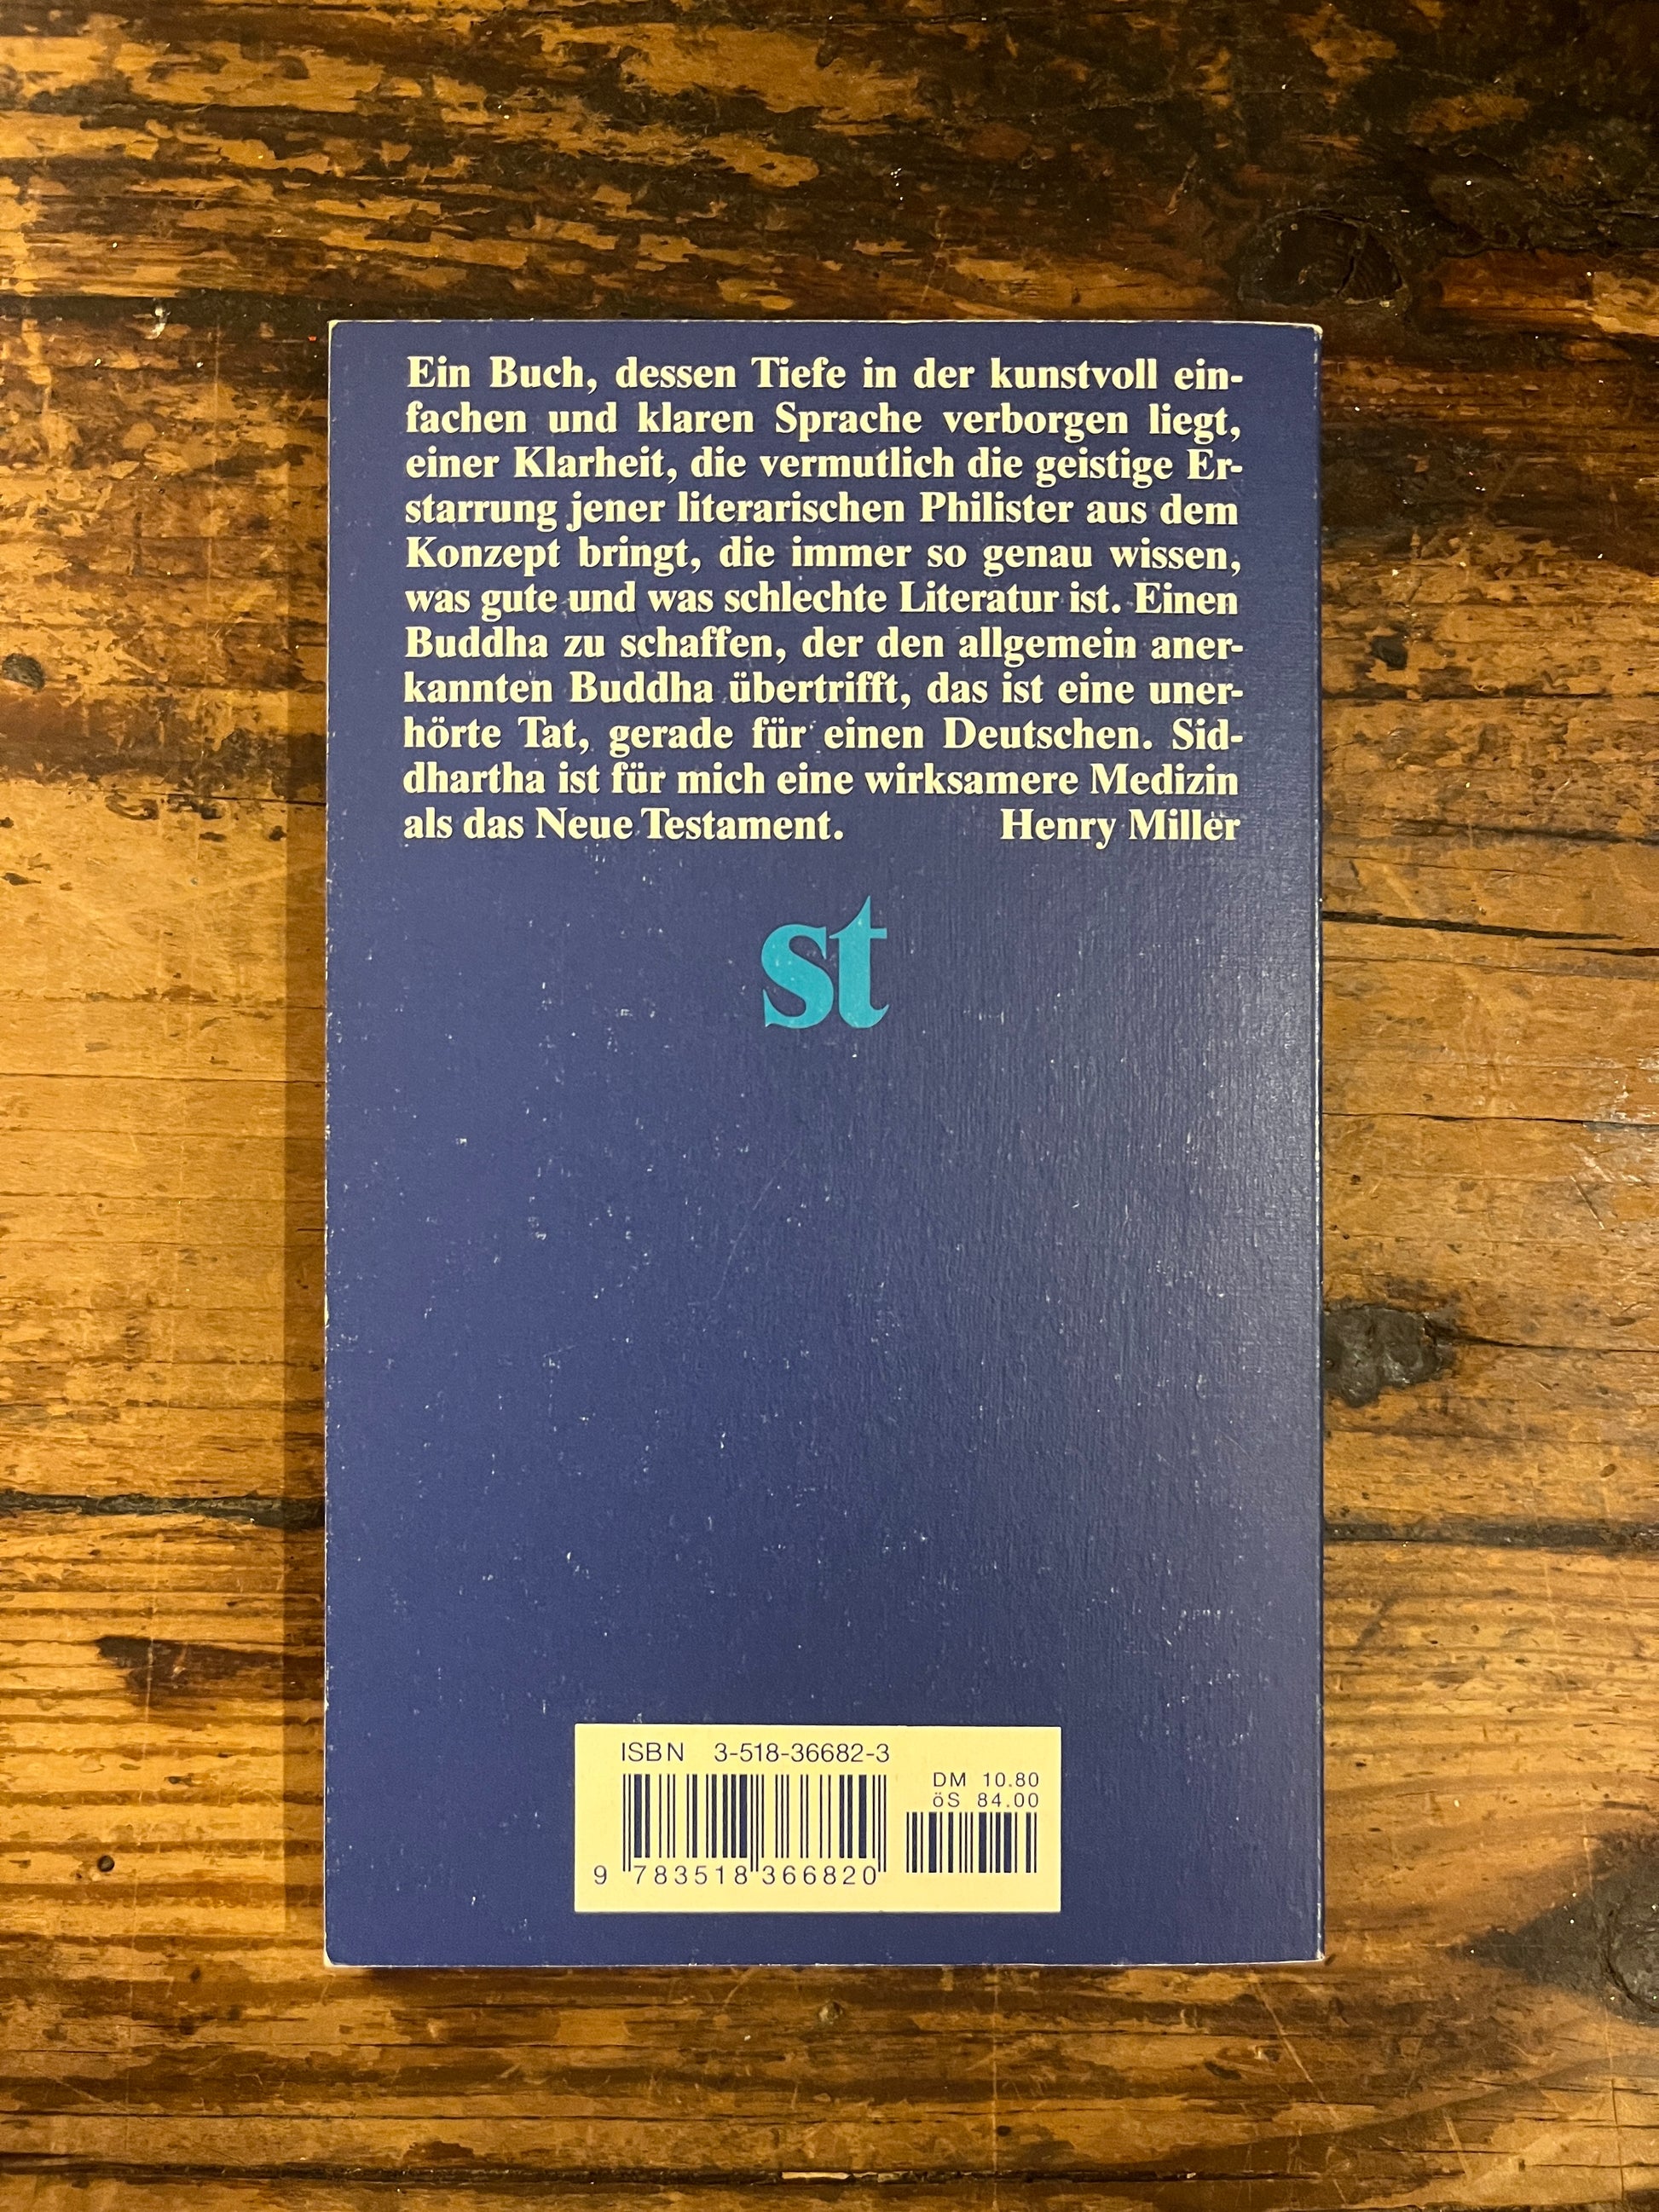 Ein Buch, dessen Tiefe in der kunstvoll ein-
fachen und klaren Sprache verborgen liegt,
einer Klarheit, die vermutlich die geistige Er-
starrung jener literarischen Philister aus dem
Konzept bringt, die immer so genau wissen,
was gute und was schlechte Literatur ist. Einen
Buddha zu schaffen, der den allgemein aner-
kannten Buddha übertrifft, das ist eine uner-
hörte Tat, gerade für einen Deutschen. Sid-
dhartha ist für mich eine wirksamere Medizin
als das Neue Testament. Henry Miller
st
ISBN 3-518-36682-3
DM 10.80
öS 84.00
9 783518 366820